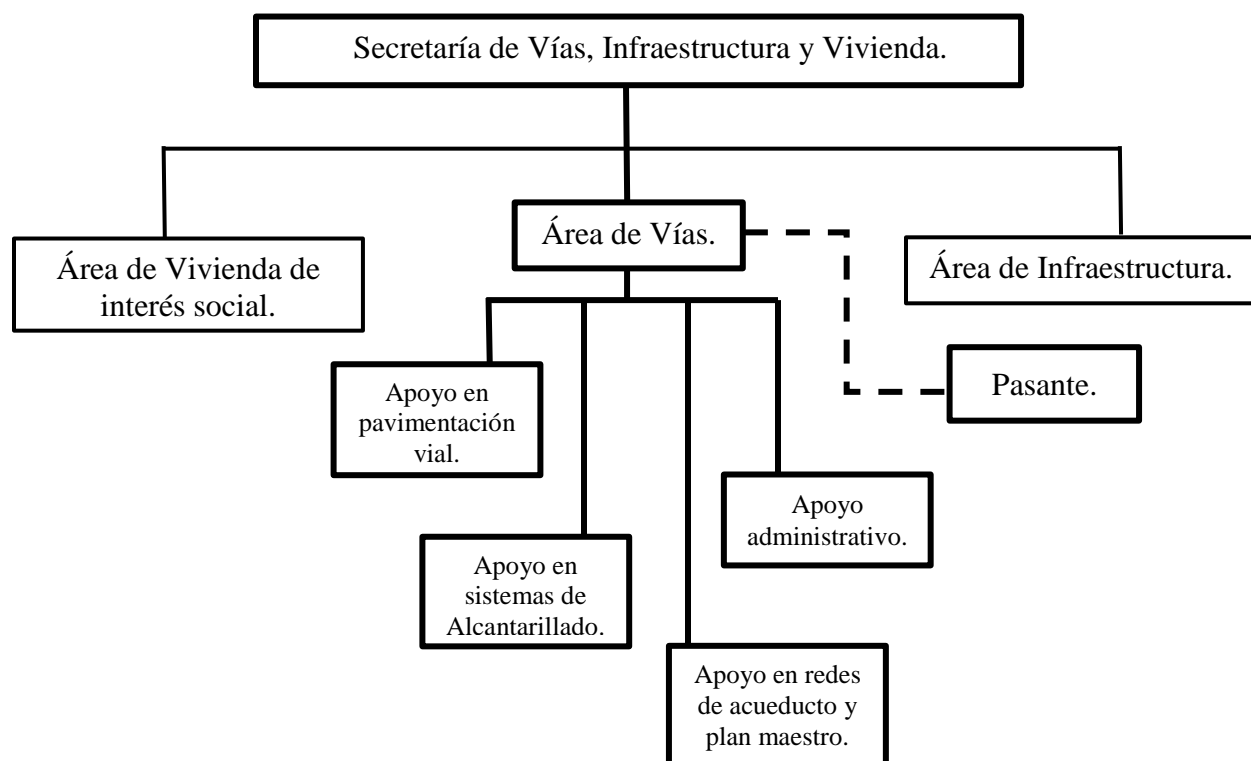 Secretaría de Vías, Infraestructura y Vivienda.
Área de Vías.
Área de Vivienda de
interés social.
Área de Infraestructura.
Pasante.
Apoyo en
pavimentación
vial.
Apoyo
administrativo.
Apoyo en
sistemas de
Alcantarillado.
Apoyo en redes
de acueducto y
plan maestro.